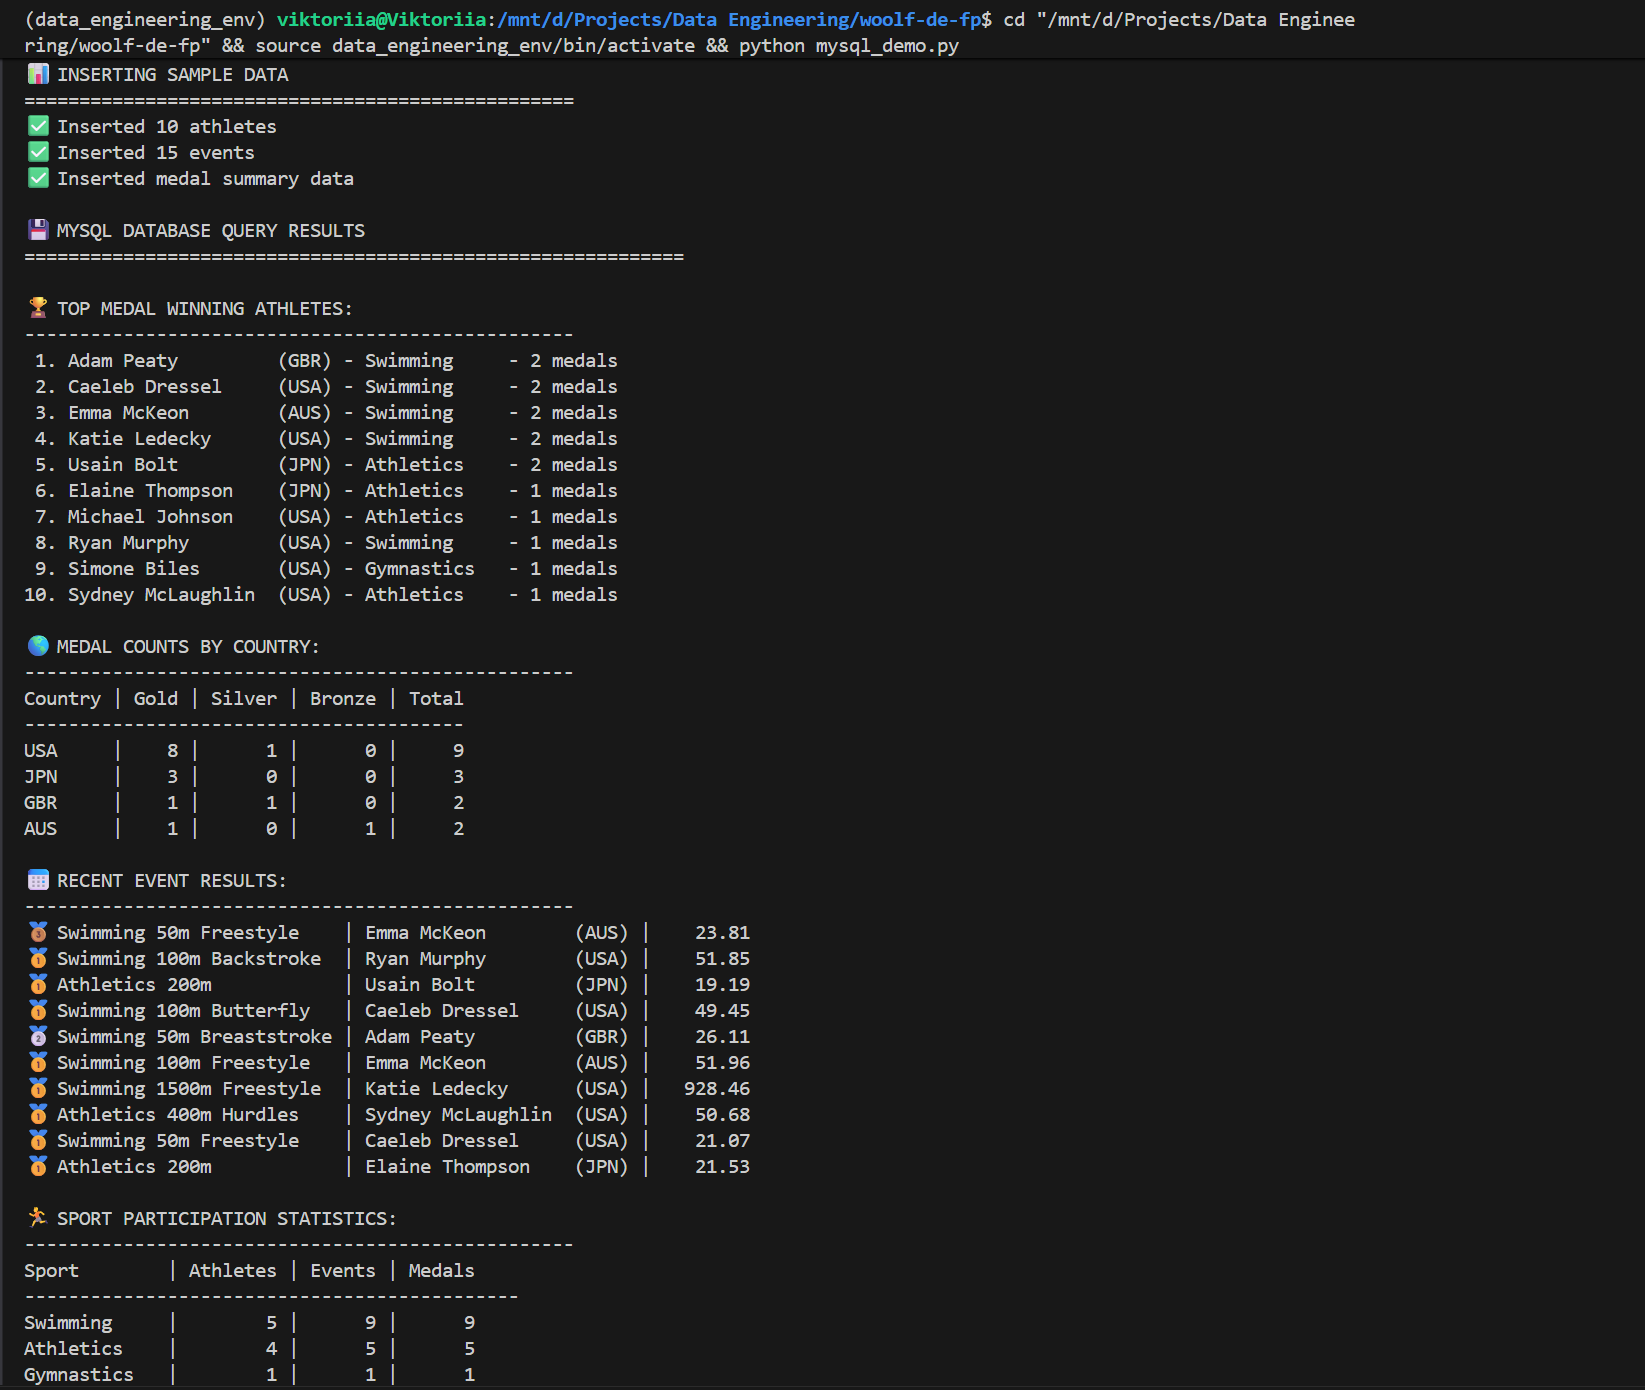 (data_engineering_env) viktoriia@Viktoriia:/mnt/d/Projects/Data Engineering/woolf-de-fp$ cd "/mnt/d/Projects/Data Enginee
ring/woolf-de-fp" && source data_engineering_env/bin/activate && python mysql_demo.py
📊 INSERTING SAMPLE DATA
==================================================
✅ Inserted 10 athletes
✅ Inserted 15 events
✅ Inserted medal summary data
💾 MYSQL DATABASE QUERY RESULTS
============================================================
🏆 TOP MEDAL WINNING ATHLETES:
--------------------------------------------------
 1. Adam Peaty         (GBR) - Swimming     - 2 medals
 2. Caeleb Dressel     (USA) - Swimming     - 2 medals
 3. Emma McKeon        (AUS) - Swimming     - 2 medals
 4. Katie Ledecky      (USA) - Swimming     - 2 medals
 5. Usain Bolt         (JPN) - Athletics    - 2 medals
 6. Elaine Thompson    (JPN) - Athletics    - 1 medals
 7. Michael Johnson    (USA) - Athletics    - 1 medals
 8. Ryan Murphy        (USA) - Swimming     - 1 medals
 9. Simone Biles       (USA) - Gymnastics   - 1 medals
10. Sydney McLaughlin  (USA) - Athletics    - 1 medals
🌎 MEDAL COUNTS BY COUNTRY:
--------------------------------------------------
Country | Gold | Silver | Bronze | Total
----------------------------------------
USA     |    8 |      1 |      0 |     9
JPN     |    3 |      0 |      0 |     3
GBR     |    1 |      1 |      0 |     2
AUS     |    1 |      0 |      1 |     2
📅 RECENT EVENT RESULTS:
--------------------------------------------------
🥉 Swimming 50m Freestyle    | Emma McKeon        (AUS) |    23.81
🥇 Swimming 100m Backstroke  | Ryan Murphy        (USA) |    51.85
🥇 Athletics 200m            | Usain Bolt         (JPN) |    19.19
🥇 Swimming 100m Butterfly   | Caeleb Dressel     (USA) |    49.45
🥈 Swimming 50m Breaststroke | Adam Peaty         (GBR) |    26.11
🥇 Swimming 100m Freestyle   | Emma McKeon        (AUS) |    51.96
🥇 Swimming 1500m Freestyle  | Katie Ledecky      (USA) |   928.46
🥇 Athletics 400m Hurdles    | Sydney McLaughlin  (USA) |    50.68
🥇 Swimming 50m Freestyle    | Caeleb Dressel     (USA) |    21.07
🥇 Athletics 200m            | Elaine Thompson    (JPN) |    21.53
🏃 SPORT PARTICIPATION STATISTICS:
--------------------------------------------------
Sport        | Athletes | Events | Medals
---------------------------------------------
Swimming     |        5 |      9 |      9
Athletics    |        4 |      5 |      5
Gymnastics   |        1 |      1 |      1